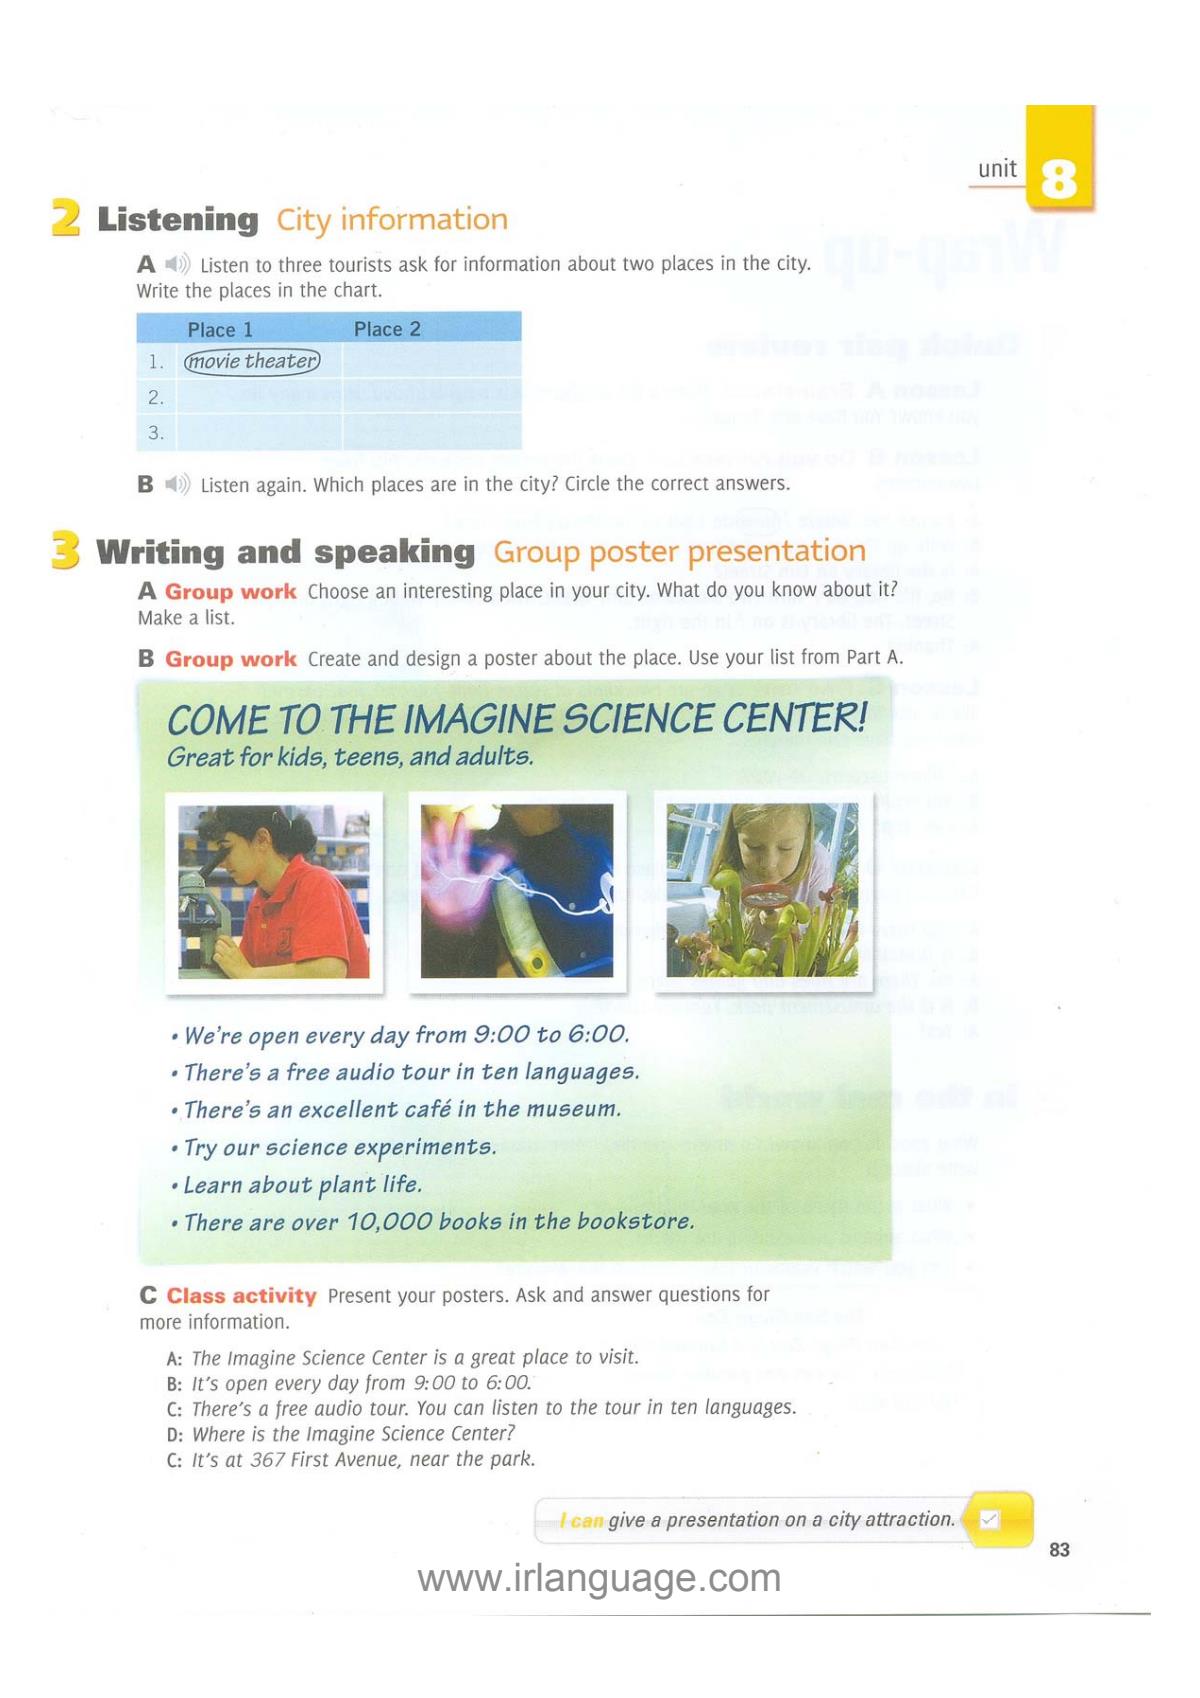 unit 8
2 Listening City information
A Listen to three tourists ask for information about two places in the city.
Write the places in the chart.
Place 1 Place 2
1. movie theater
2.
3.
B Listen again. Which places are in the city? Circle the correct answers.
3 Writing and speaking Group poster presentation
A Group work Choose an interesting place in your city. What do you know about it?
Make a list.
B Group work Create and design a poster about the place. Use your list from Part A.
COME TO THE IMAGINE SCIENCE CENTER!
Great for kids, teens, and adults.
• We're open every day from 9:00 to 6:00.
• There's a free audio tour in ten languages.
• There's an excellent café in the museum.
• Try our science experiments.
• Learn about plant life.
• There are over 10,000 books in the bookstore.
C Class activity Present your posters. Ask and answer questions for
more information.
A: The Imagine Science Center is a great place to visit.
B: It's open every day from 9:00 to 6:00.
C: There's a free audio tour. You can listen to the tour in ten languages.
D: Where is the Imagine Science Center?
C: It's at 367 First Avenue, near the park.
I can give a presentation on a city attraction.
83
www.irlanguage.com